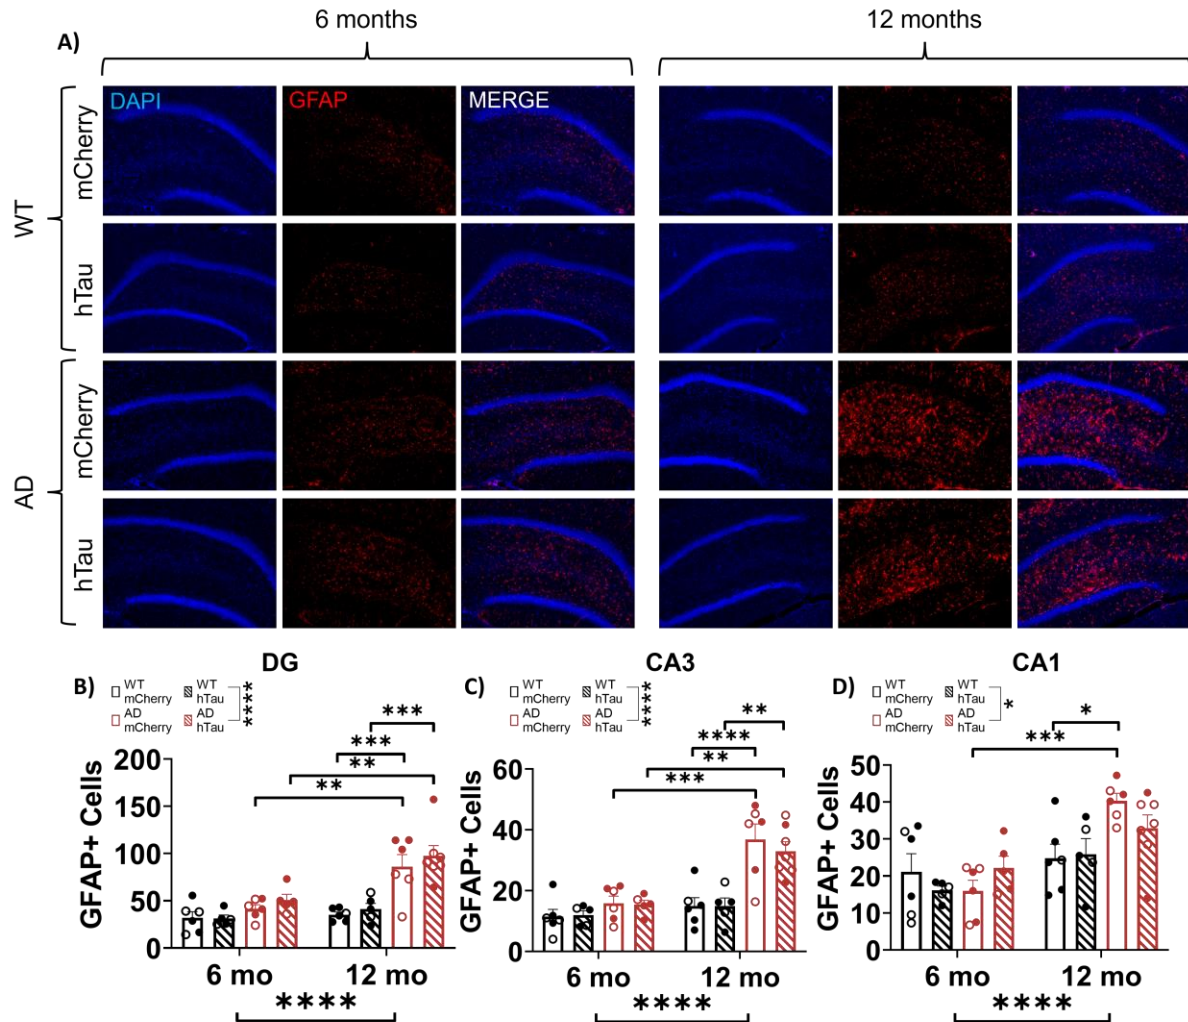 6 months
12 months
A)
DAPI
GFAP
MERGE
WT
mCherry
hTau
AD
mCherry
hTau
DG
B)
WT mCherry
WT hTau
AD mCherry
AD hTau
****
***
***
**
**
GFAP+ Cells
200
150
100
50
0
6 mo
12 mo
****
CA3
C)
WT mCherry
WT hTau
AD mCherry
AD hTau
****
**
****
**
***
GFAP+ Cells
60
40
20
0
6 mo
12 mo
****
CA1
D)
WT mCherry
WT hTau
AD mCherry
AD hTau
*
*
***
GFAP+ Cells
50
40
30
20
10
0
6 mo
12 mo
****